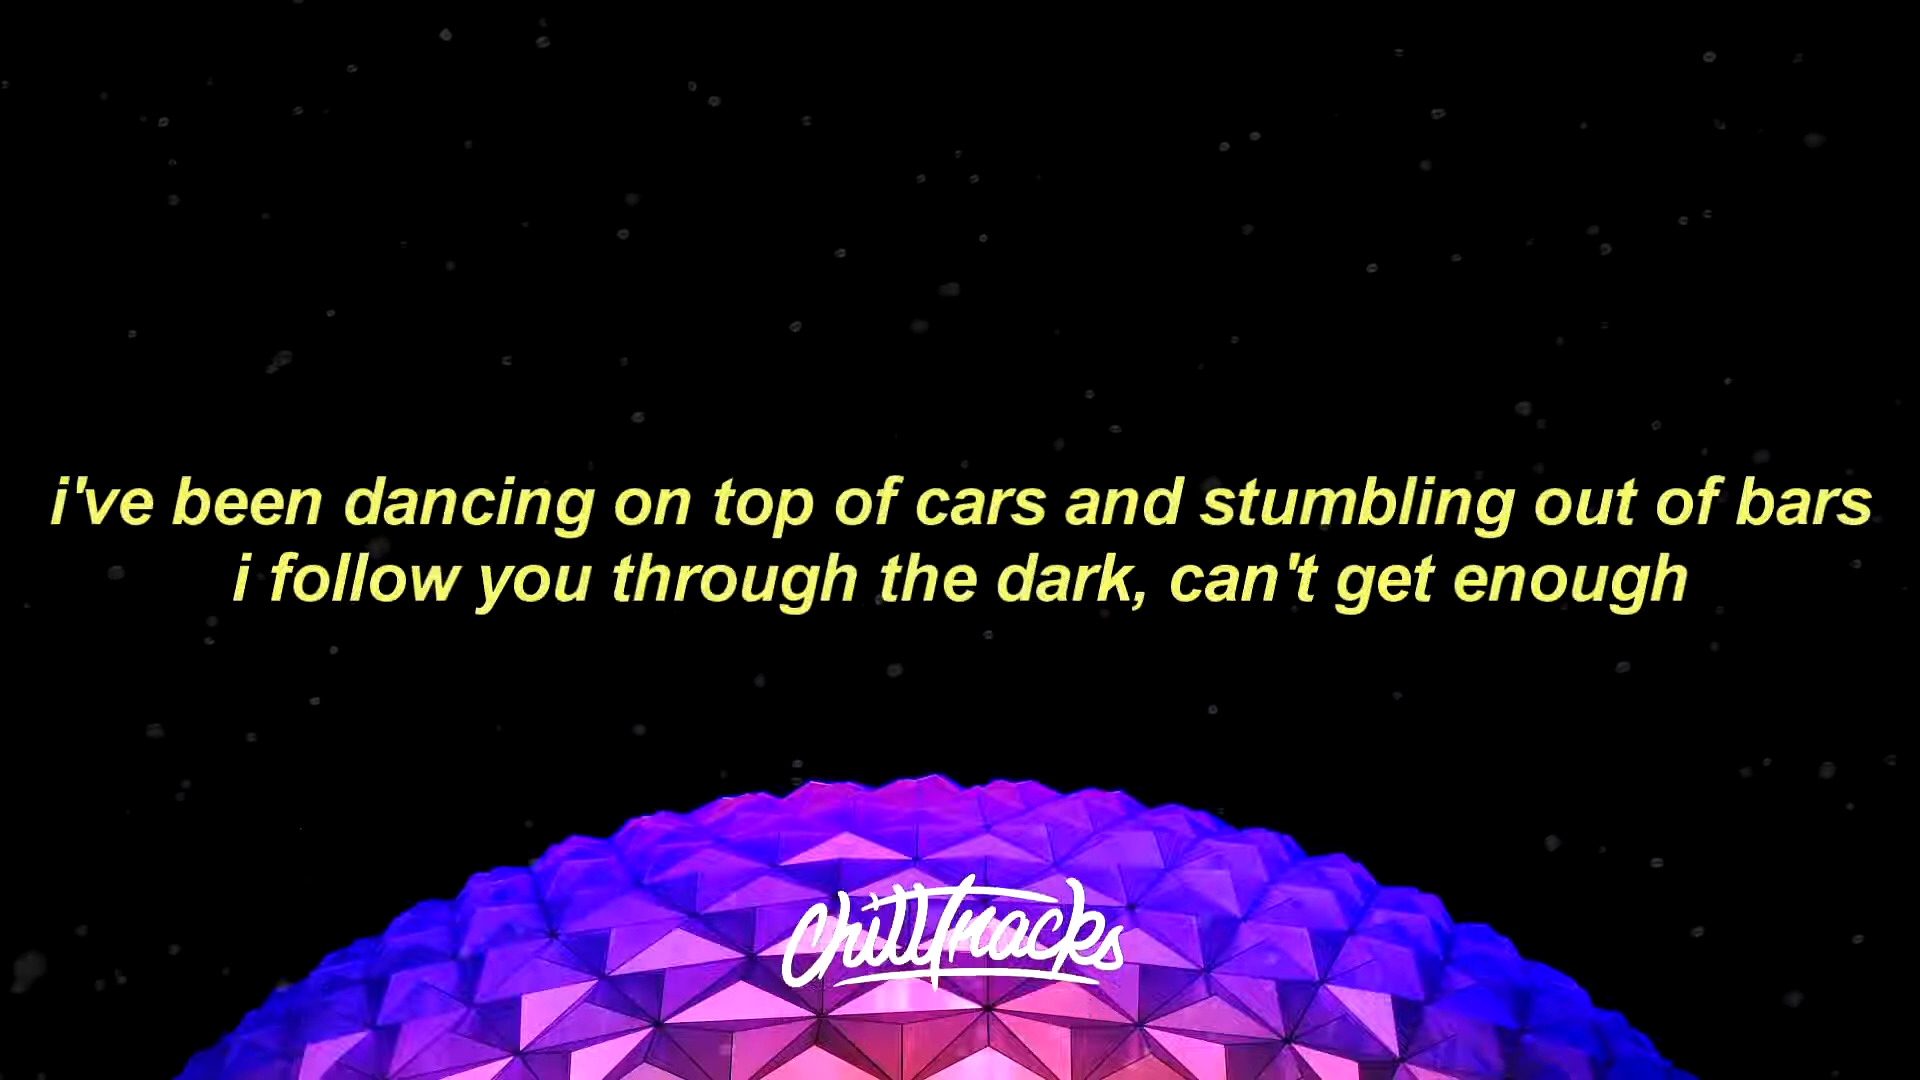 i've been dancing on top of cars and stumbling out of bars
i follow you through the dark, can't get enough
ChillTracks